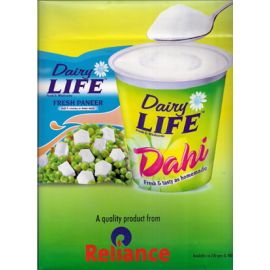 Dairy
LIFE
FRESH PANEER
Dairy
LIFE
Dahi
Fresh & tasty as homemade
A quality product from
Reliance